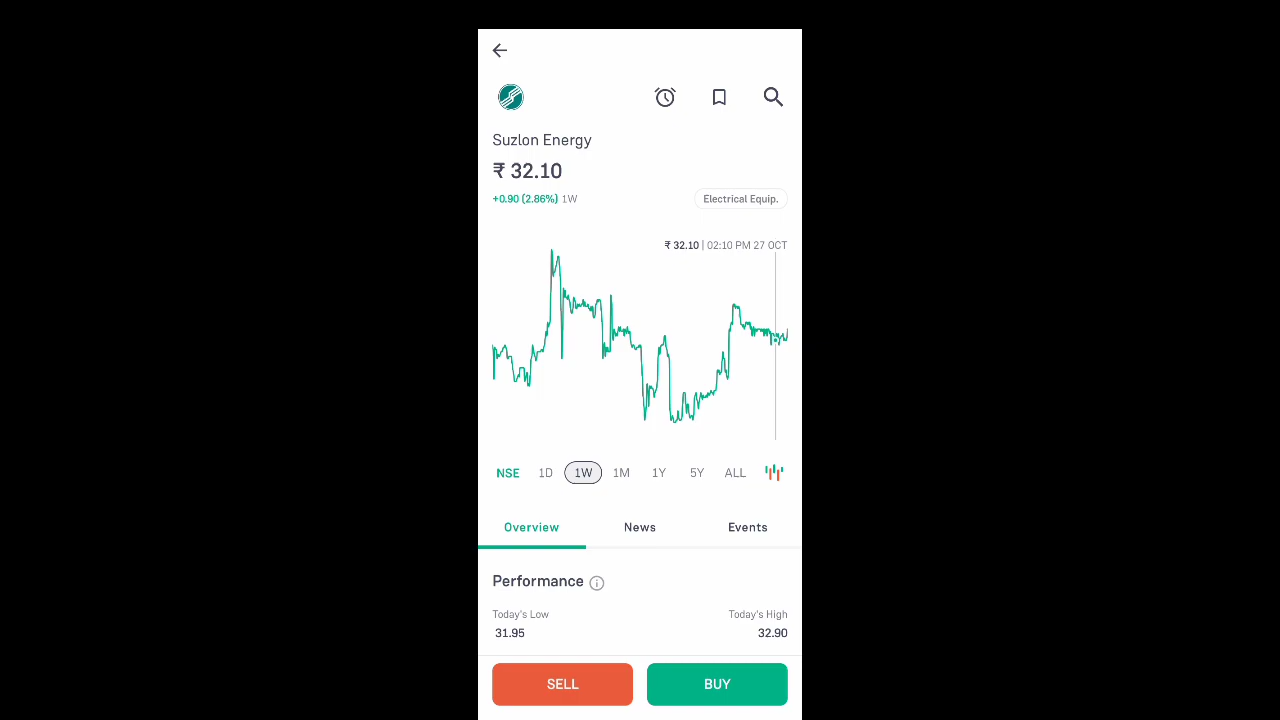 Suzlon Energy
₹ 32.10
+0.90 (2.86%) 1W
Electrical Equip.
₹ 32.10 | 02:10 PM 27 OCT
NSE 1D 1W 1M 1Y 5Y ALL
Overview News Events
Performance
Today's Low Today's High
31.95 32.90
SELL BUY